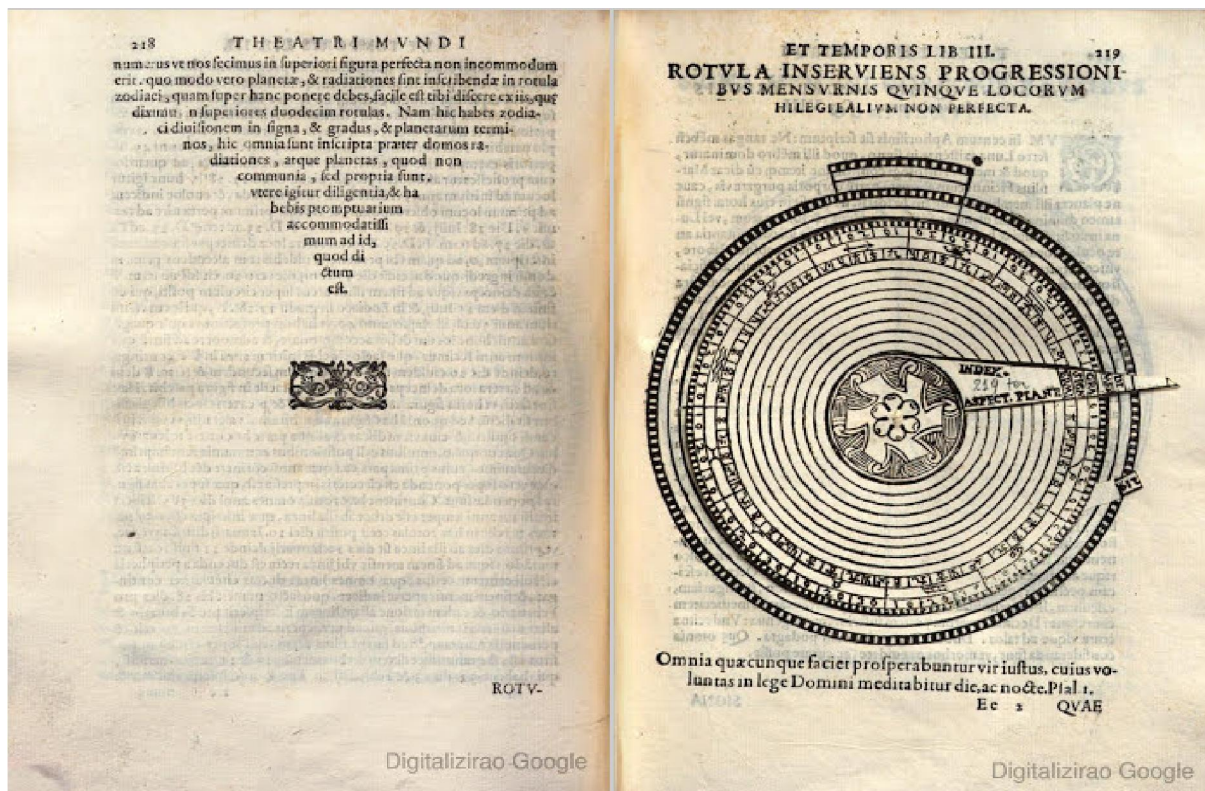 218 THEATRI MVNDI
numerus vt nos fecimus in superiori figura perfecta non incommodum
erit. quo modo vero planetæ, & radiationes sint inscribendæ in rotula
zodiaci, quam super hanc ponere debes, facile est tibi discere ex iis, quę
diximus in superiores duodecim rotulas. Nam hic habes zodia-
ci diuisionem in signa, & gradus, & planetarum termi-
nos, hic omnia sunt inscripta præter domos ra-
diationes, atque planetas, quod non
communia, sed propria sunt.
vtere igitur diligentia, & ha
bebis promptuarium
accommodatissi
mum ad id,
quod di
ctum
est.
ROTV-
Digitalizirao Google
ET TEMPORIS LIB III. 219
ROTVLA INSERVIENS PROGRESSIONI-
BVS MENSVRNIS QVINQVE LOCORVM
HILEGIEALIVM NON PERFECTA.
INDEX
219 for
ASPECT. PLANE.
Omnia quæcunque faciet prosperabuntur vir iustus, cuius vo-
luntas in lege Domini meditabitur die, ac nocte. Psal 1.
Ee 2 QVAE
Digitalizirao Google